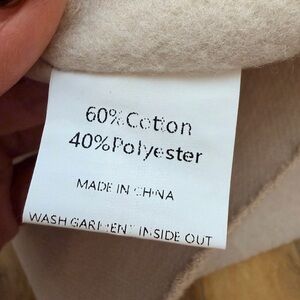 60%Cotton
40%Polyester
MADE IN CHINA
WASH GARMENT INSIDE OUT